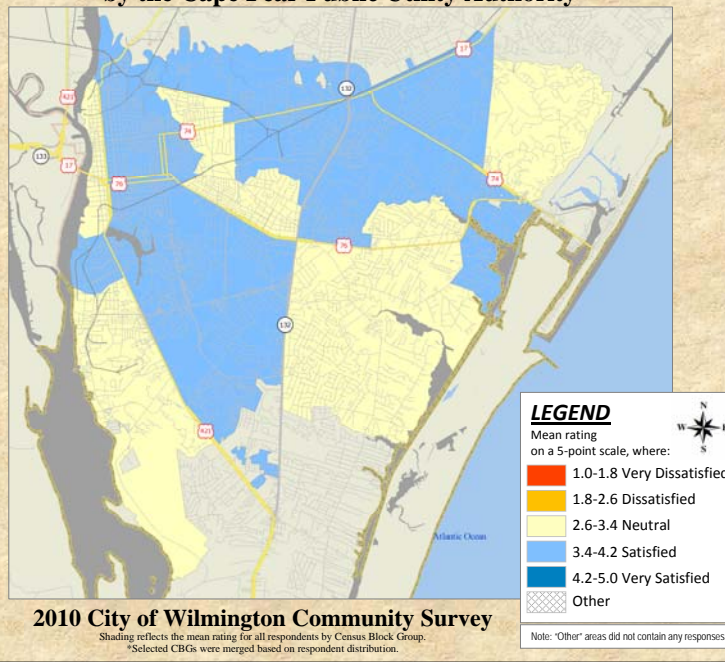 by the Cape Fear Public Utility Authority
17
132
421
74
133
17
76
74
76
132
421
Atlantic Ocean
LEGEND
N
W E
S
Mean rating
on a 5-point scale, where:
1.0-1.8 Very Dissatisfied
1.8-2.6 Dissatisfied
2.6-3.4 Neutral
3.4-4.2 Satisfied
4.2-5.0 Very Satisfied
Other
2010 City of Wilmington Community Survey
Shading reflects the mean rating for all respondents by Census Block Group.
*Selected CBGs were merged based on respondent distribution.
Note: "Other" areas did not contain any responses